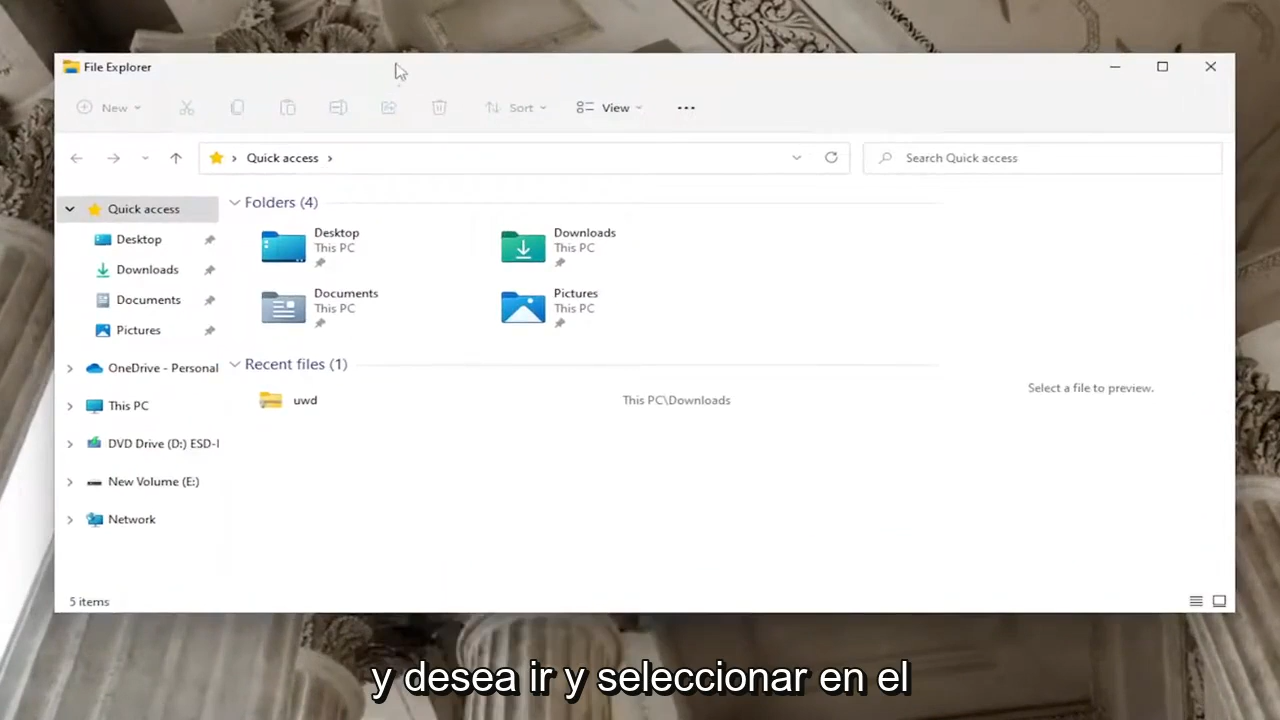 File Explorer
New
Sort
View
Quick access
Search Quick access
Quick access
Desktop
Downloads
Documents
Pictures
OneDrive - Personal
This PC
DVD Drive (D:) ESD-I
New Volume (E:)
Network
Folders (4)
Desktop
This PC
Downloads
This PC
Documents
This PC
Pictures
This PC
Recent files (1)
uwd
This PC\Downloads
Select a file to preview.
5 items
y desea ir y seleccionar en el